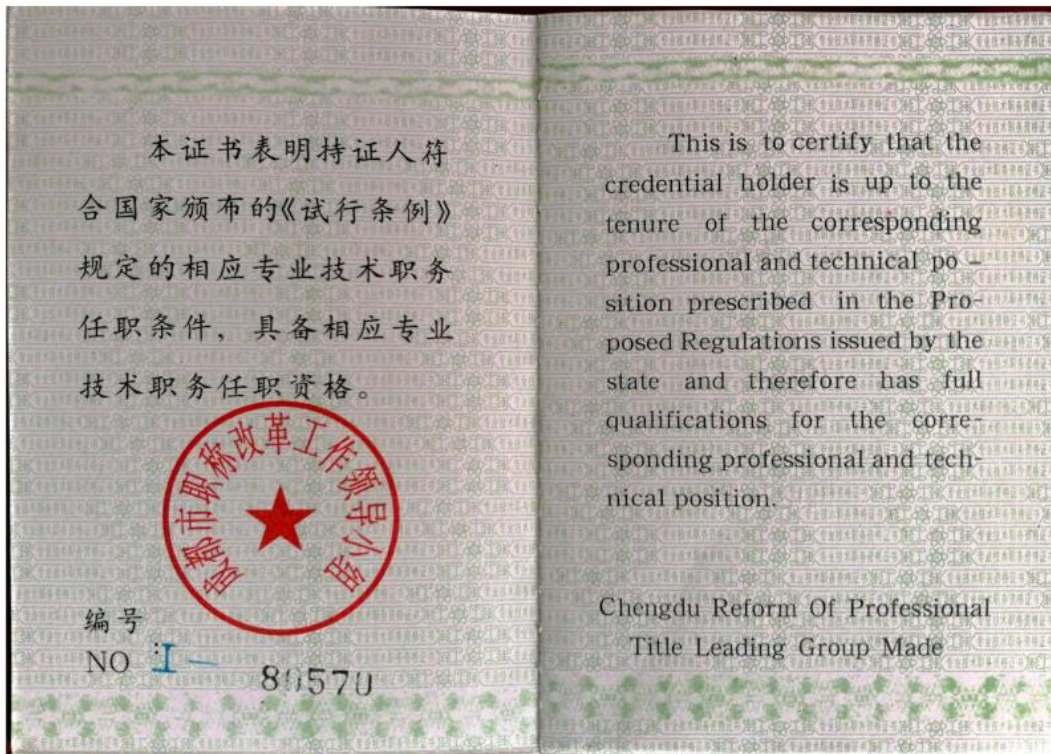 本证书表明持证人符
合国家颁布的《试行条例》
规定的相应专业技术职务
任职条件，具备相应专业
技术职务任职资格。
成都市职称改革工作领导小组
编号
NO : I — 80570
This is to certify that the
credential holder is up to the
tenure of the corresponding
professional and technical po –
sition prescribed in the Pro-
posed Regulations issued by the
state and therefore has full
qualifications for the corre-
sponding professional and tech-
nical position.
Chengdu Reform Of Professional
Title Leading Group Made